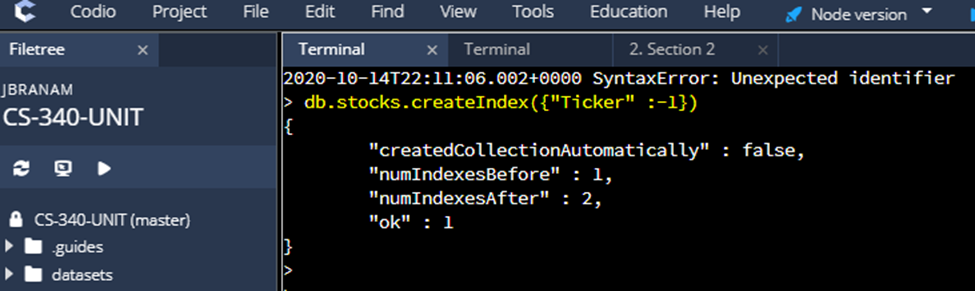 Codio Project File Edit Find View Tools Education Help Node version
Filetree Terminal Terminal 2. Section 2
JBRANAM
CS-340-UNIT
CS-340-UNIT (master)
.guides
datasets
2020-10-14T22:11:06.002+0000 SyntaxError: Unexpected identifier
> db.stocks.createIndex({"Ticker" :-1})
{
"createdCollectionAutomatically" : false,
"numIndexesBefore" : 1,
"numIndexesAfter" : 2,
"ok" : 1
}
>